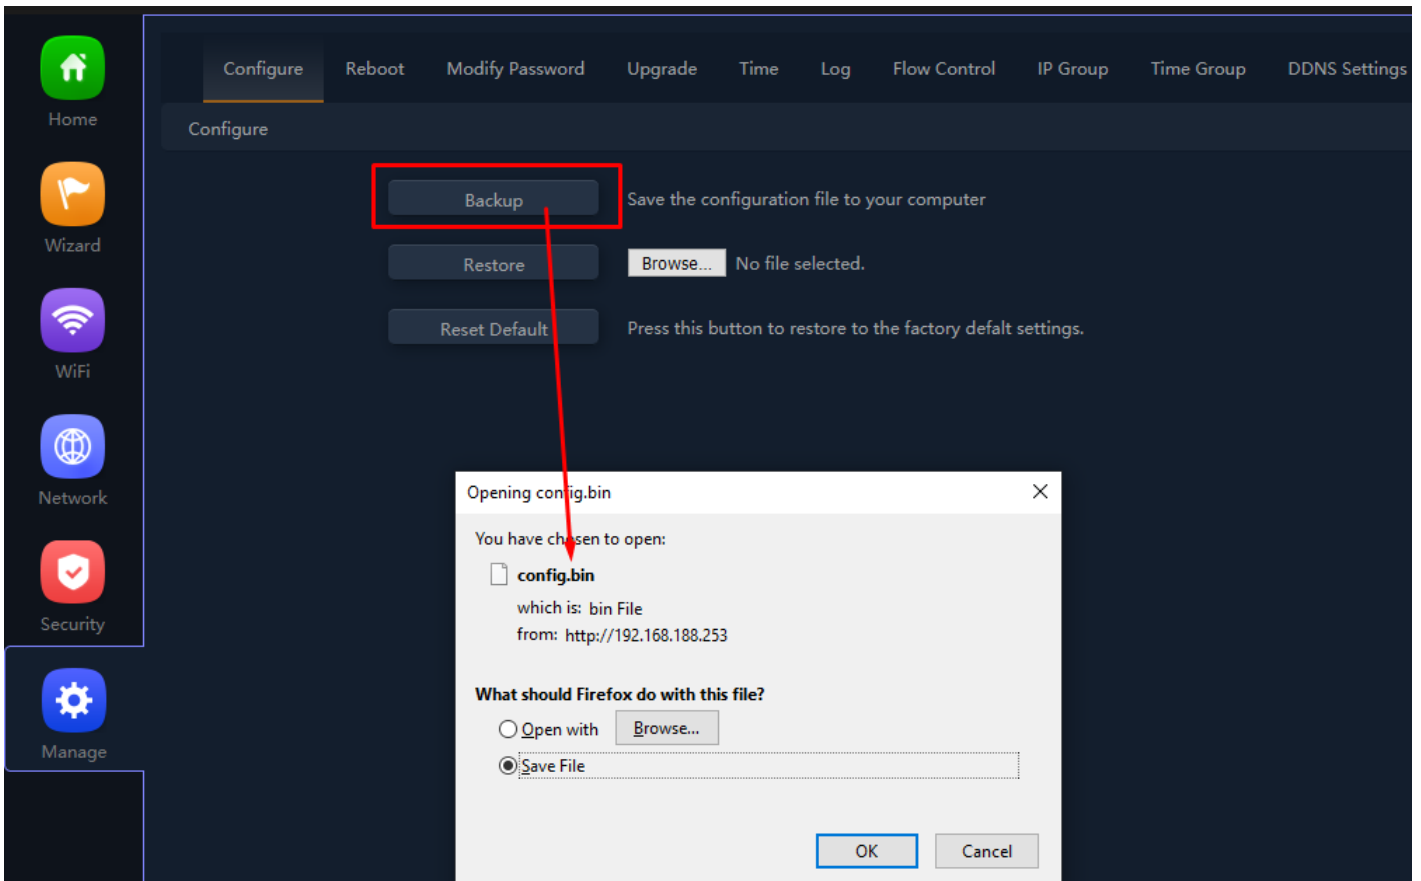 Home
Wizard
WiFi
Network
Security
Manage
Configure Reboot Modify Password Upgrade Time Log Flow Control IP Group Time Group DDNS Settings
Configure
Backup Save the configuration file to your computer
Restore Browse... No file selected.
Reset Default Press this button to restore to the factory defalt settings.
Opening config.bin
You have chosen to open:
config.bin
which is: bin File
from: http://192.168.188.253
What should Firefox do with this file?
Open with Browse...
Save File
OK Cancel